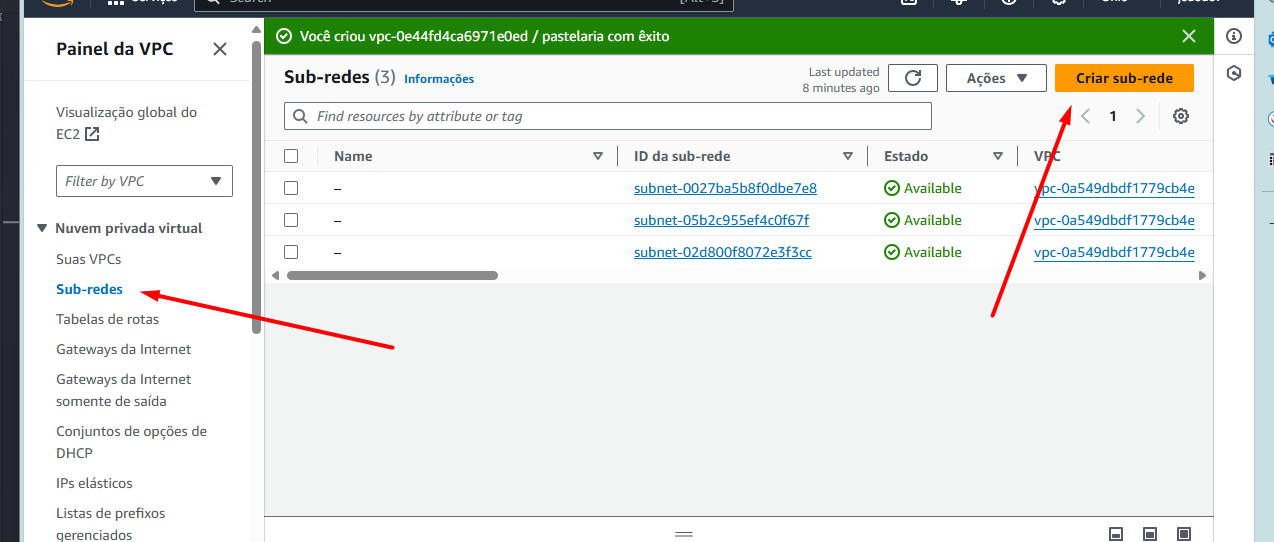 Search
[Alt+S]
Painel da VPC
Visualização global do
EC2
Filter by VPC
Nuvem privada virtual
Suas VPCs
Sub-redes
Tabelas de rotas
Gateways da Internet
Gateways da Internet
somente de saída
Conjuntos de opções de
DHCP
IPs elásticos
Listas de prefixos
gerenciados
Você criou vpc-0e44fd4ca6971e0ed / pastelaria com êxito
Sub-redes (3) Informações
Last updated
8 minutes ago
Ações
Criar sub-rede
Find resources by attribute or tag
1
Name ID da sub-rede Estado VPC
– subnet-0027ba5b8f0dbe7e8 Available vpc-0a549dbdf1779cb4e
– subnet-05b2c955ef4c0f67f Available vpc-0a549dbdf1779cb4e
– subnet-02d800f8072e3f3cc Available vpc-0a549dbdf1779cb4e